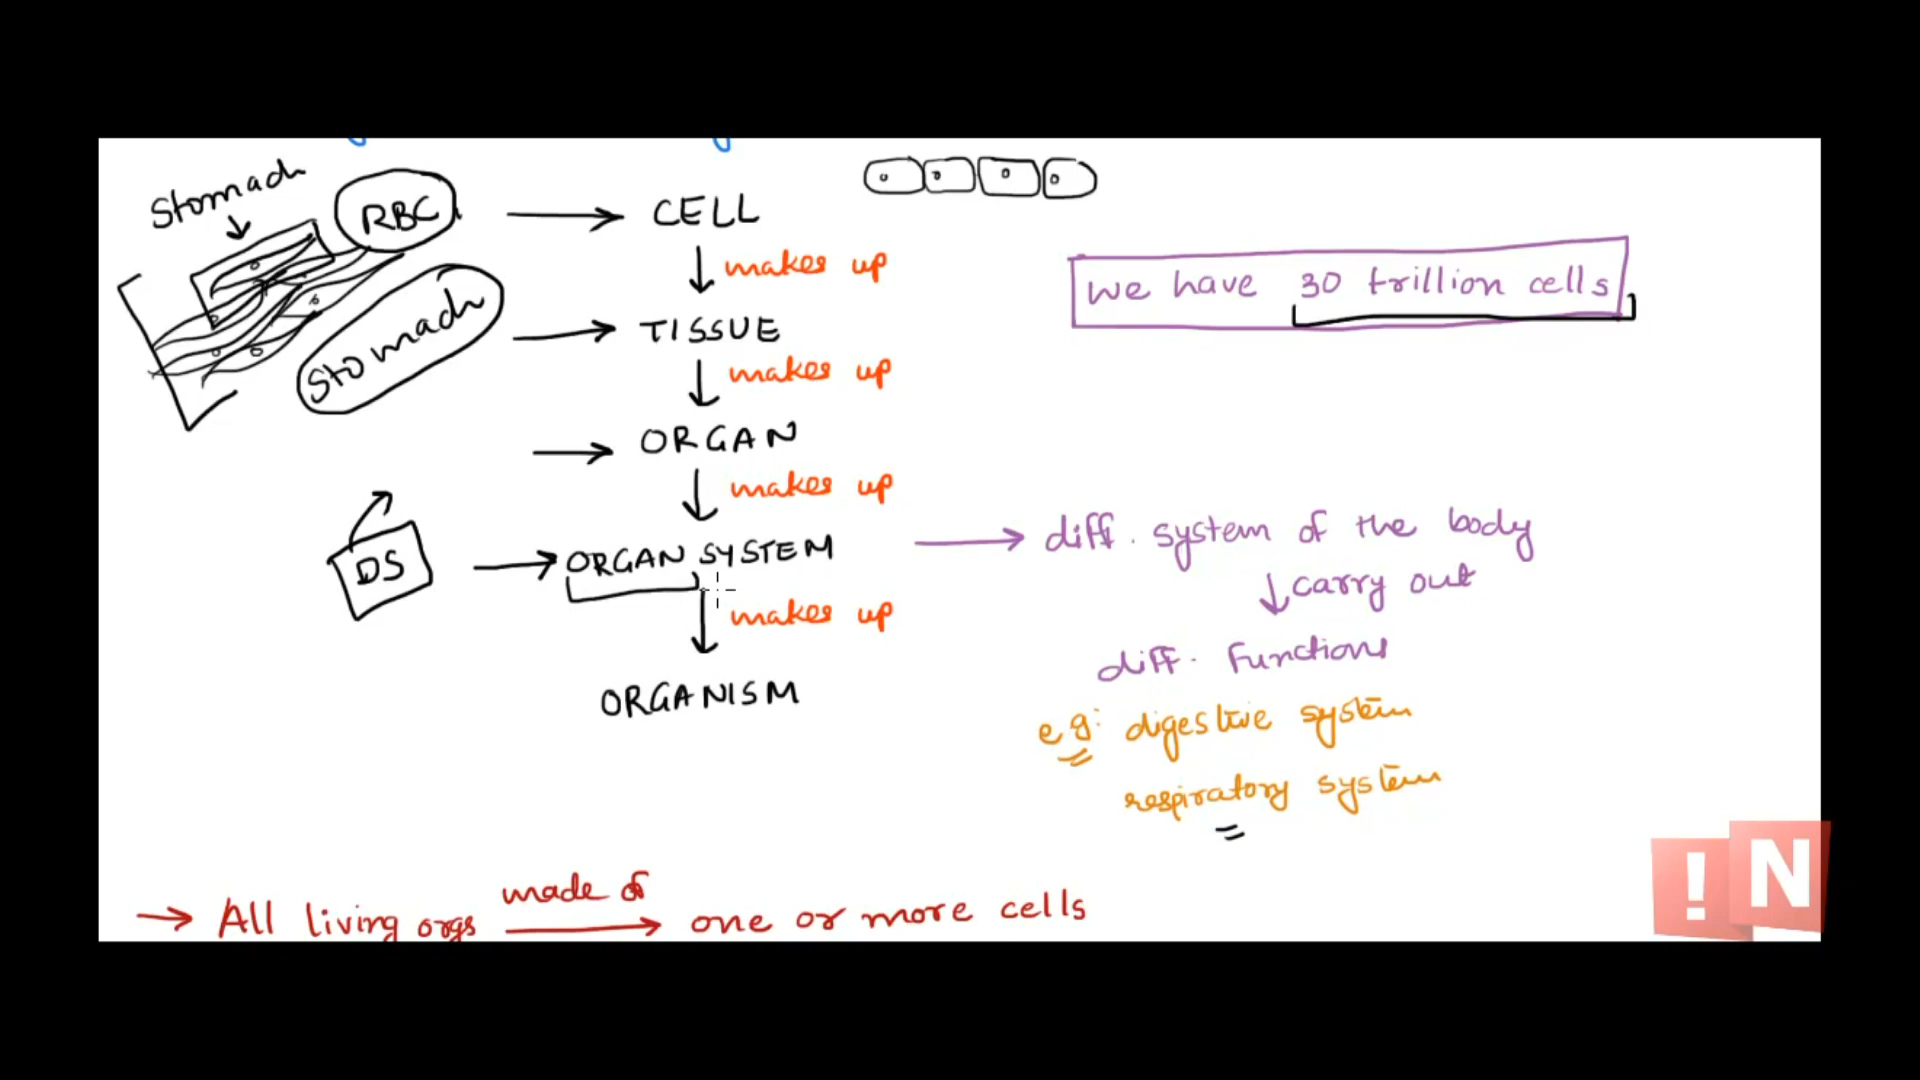 Stomach
RBC
CELL
makes up
we have 30 trillion cells
Stomach
TISSUE
makes up
ORGAN
makes up
DS
ORGAN SYSTEM
diff. system of the body
carry out
makes up
diff. functions
ORGANISM
eg: digestive system
respiratory system
made of
All living orgs
one or more cells
!N